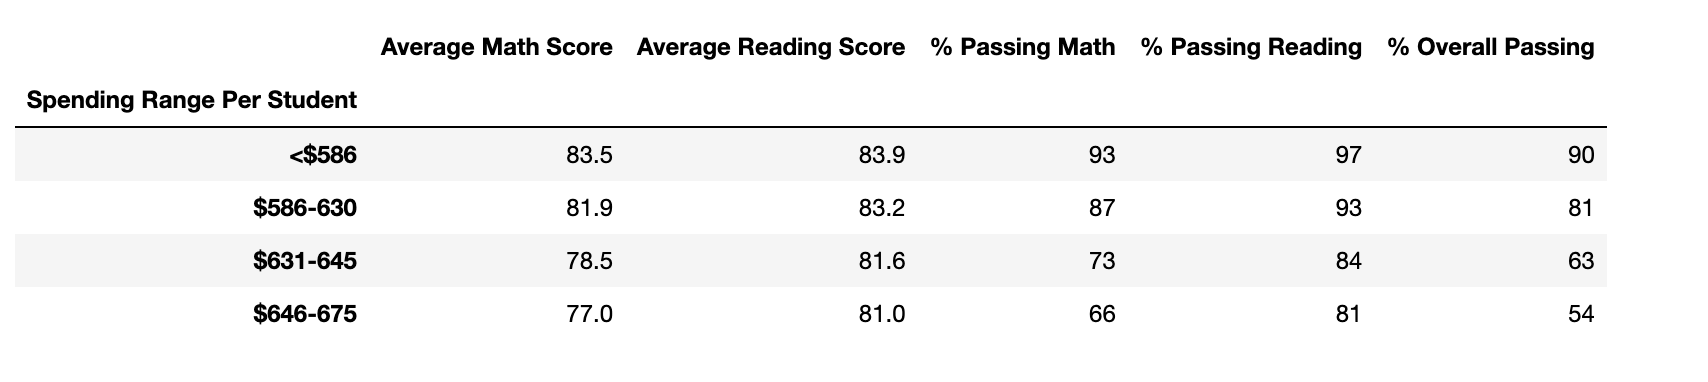 Average Math Score Average Reading Score % Passing Math % Passing Reading % Overall Passing
Spending Range Per Student
<$586 83.5 83.9 93 97 90
$586-630 81.9 83.2 87 93 81
$631-645 78.5 81.6 73 84 63
$646-675 77.0 81.0 66 81 54